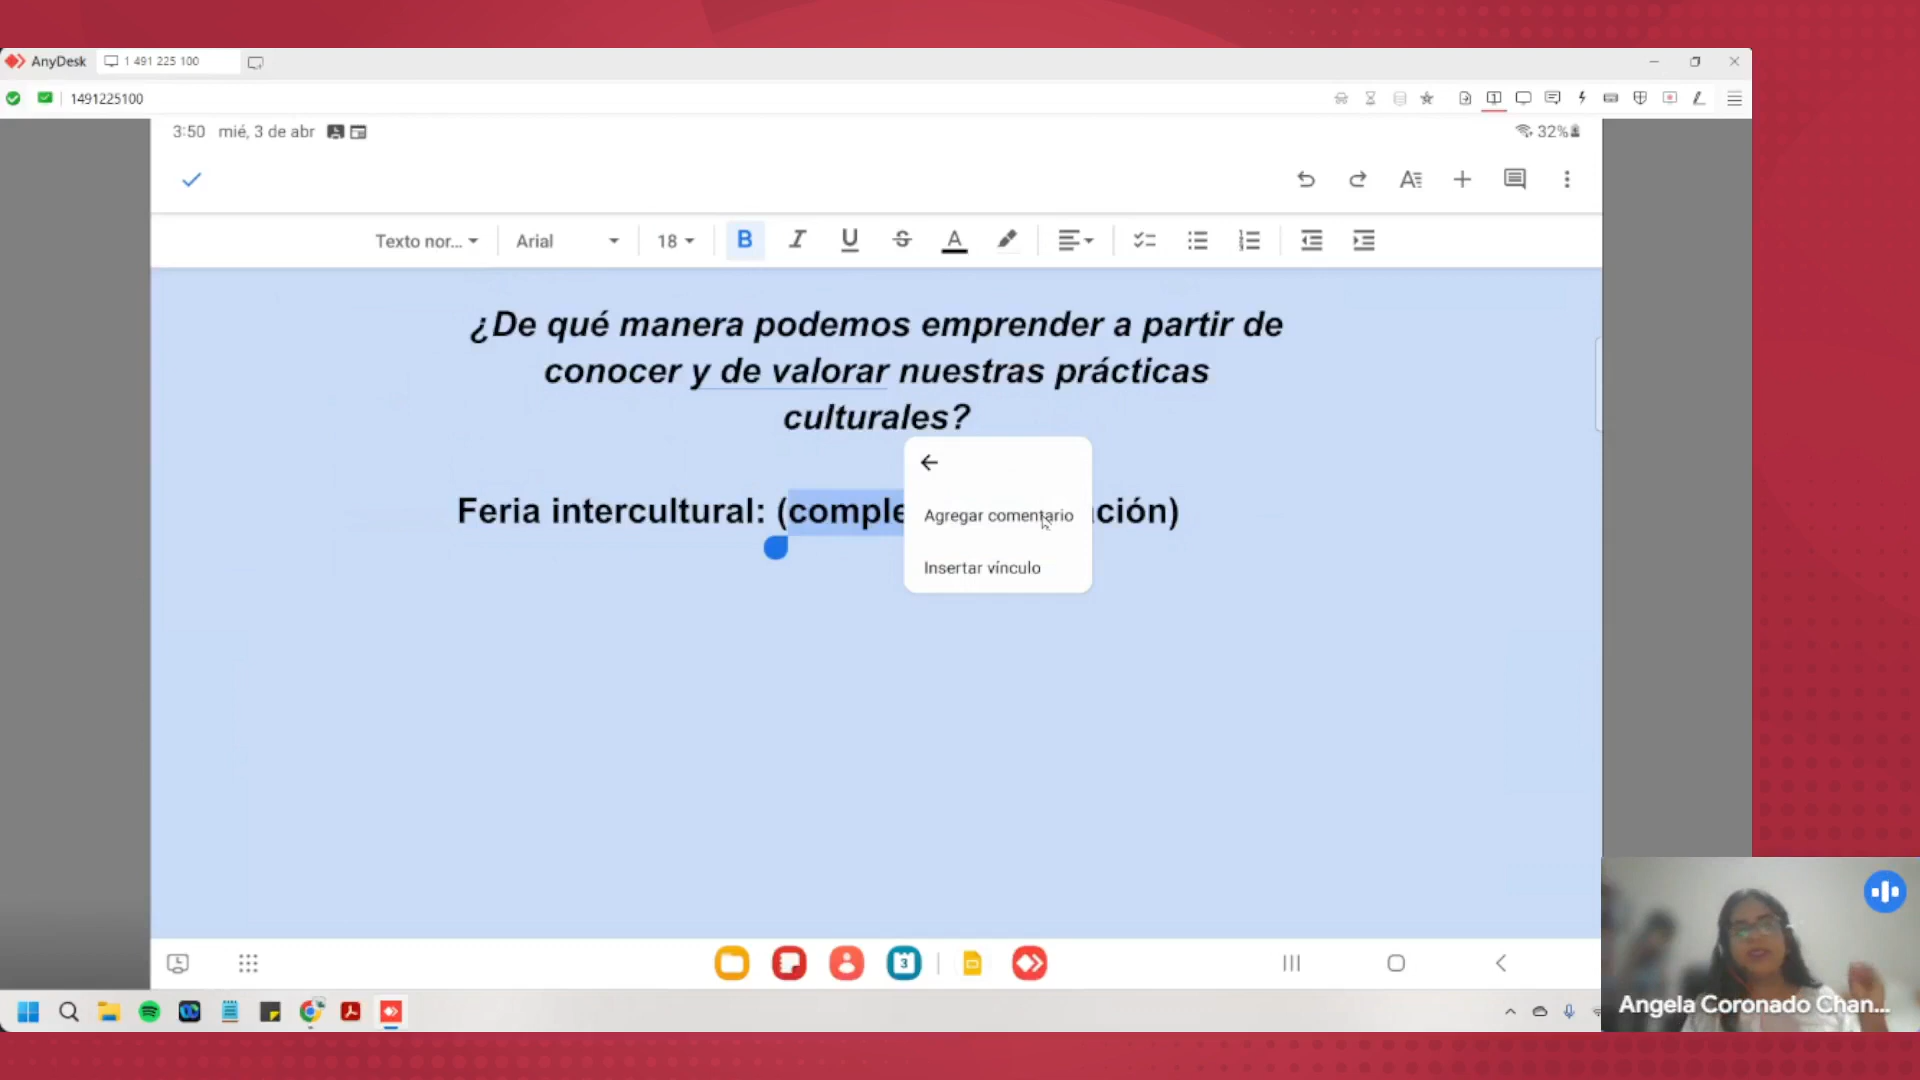 AnyDesk
1 491 225 100
1491225100
3:50 mié, 3 de abr
32%
Texto nor...
Arial
18
B I U S A
¿De qué manera podemos emprender a partir de
conocer y de valorar nuestras prácticas
culturales?
Feria intercultural: (comple
ción)
Agregar comentario
Insertar vínculo
3
Angela Coronado Chan...